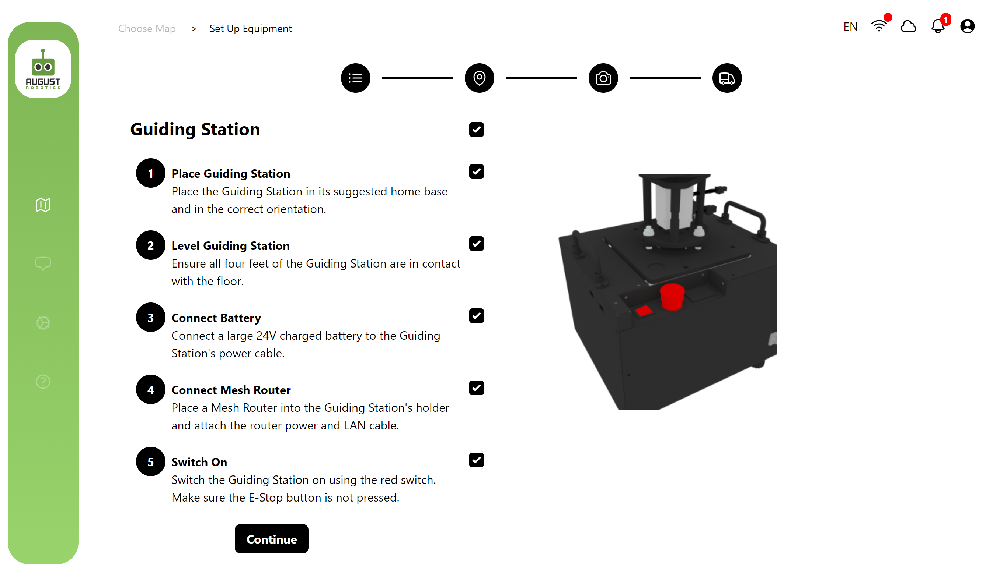 Choose Map > Set Up Equipment
EN
1
AUGUST
ROBOTICS
Guiding Station
1 Place Guiding Station
Place the Guiding Station in its suggested home base
and in the correct orientation.
2 Level Guiding Station
Ensure all four feet of the Guiding Station are in contact
with the floor.
3 Connect Battery
Connect a large 24V charged battery to the Guiding
Station's power cable.
4 Connect Mesh Router
Place a Mesh Router into the Guiding Station's holder
and attach the router power and LAN cable.
5 Switch On
Switch the Guiding Station on using the red switch.
Make sure the E-Stop button is not pressed.
Continue